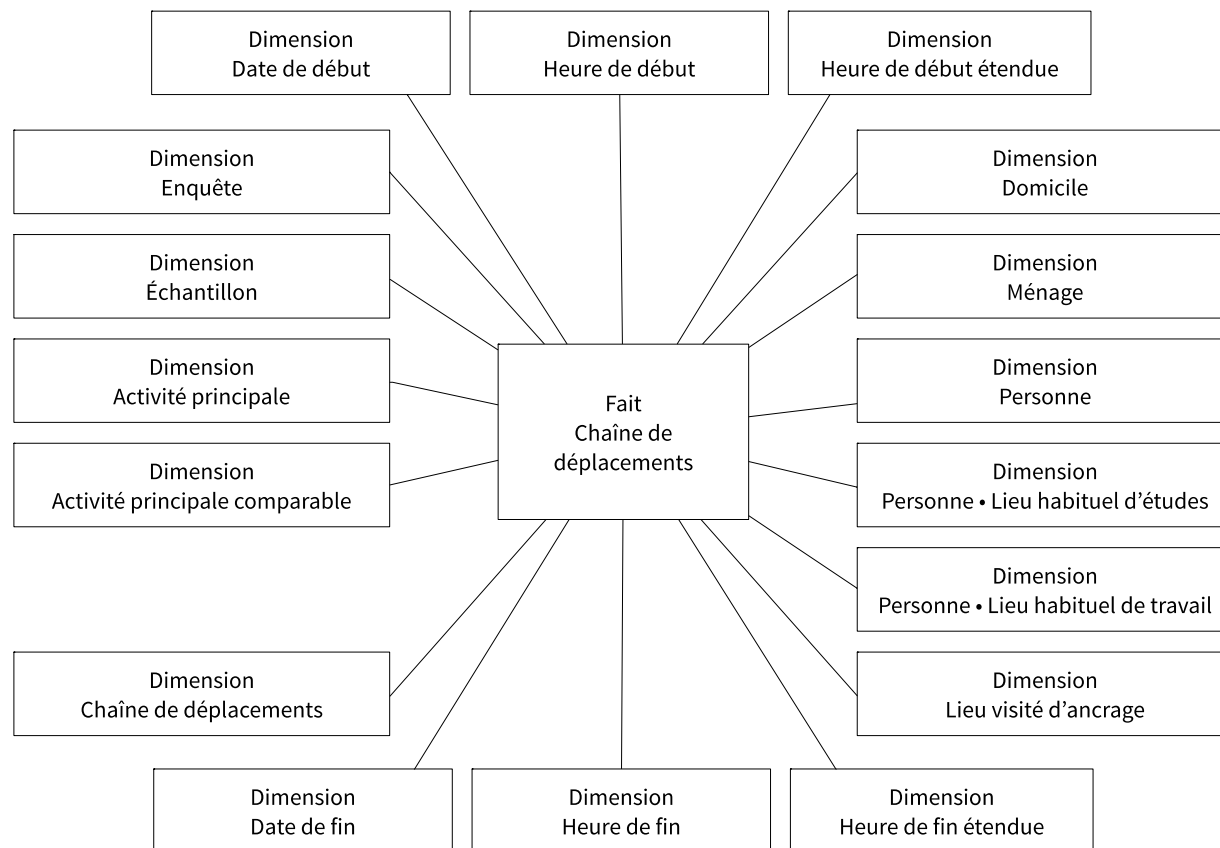 Dimension
Date de début
Dimension
Heure de début
Dimension
Heure de début étendue
Dimension
Enquête
Dimension
Domicile
Dimension
Échantillon
Dimension
Ménage
Dimension
Activité principale
Dimension
Personne
Fait
Chaîne de
déplacements
Dimension
Activité principale comparable
Dimension
Personne • Lieu habituel d’études
Dimension
Personne • Lieu habituel de travail
Dimension
Chaîne de déplacements
Dimension
Lieu visité d’ancrage
Dimension
Date de fin
Dimension
Heure de fin
Dimension
Heure de fin étendue